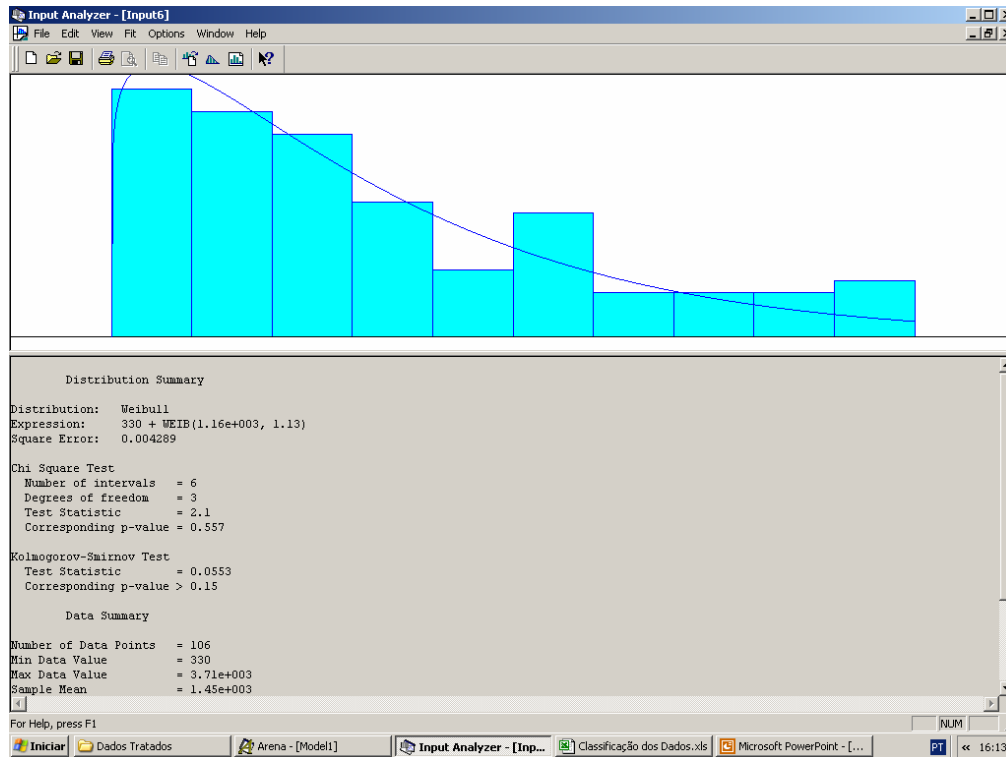 Input Analyzer - [Input6]
File Edit View Fit Options Window Help
Distribution Summary
Distribution: Weibull
Expression: 330 + WEIB(1.16e+003, 1.13)
Square Error: 0.004289
Chi Square Test
Number of intervals = 6
Degrees of freedom = 3
Test Statistic = 2.1
Corresponding p-value = 0.557
Kolmogorov-Smirnov Test
Test Statistic = 0.0553
Corresponding p-value > 0.15
Data Summary
Number of Data Points = 106
Min Data Value = 330
Max Data Value = 3.71e+003
Sample Mean = 1.45e+003
For Help, press F1 NUM
Iniciar Dados Tratados Arena - [Model1] Input Analyzer - [Inp... Classificação dos Dados.xls Microsoft PowerPoint - [... PT « 16:13